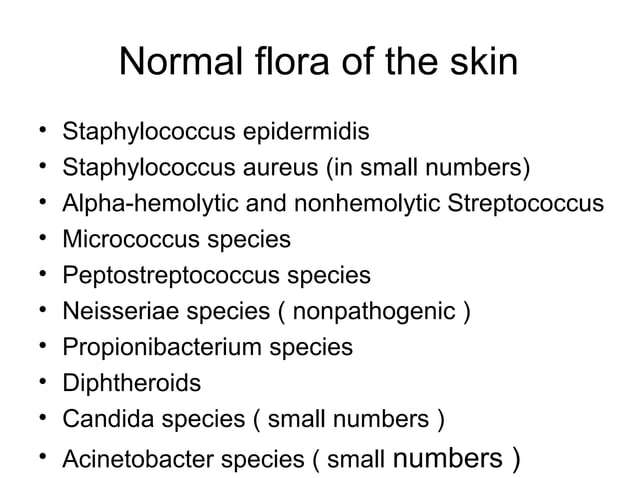 Normal flora of the skin
• Staphylococcus epidermidis
• Staphylococcus aureus (in small numbers)
• Alpha-hemolytic and nonhemolytic Streptococcus
• Micrococcus species
• Peptostreptococcus species
• Neisseriae species ( nonpathogenic )
• Propionibacterium species
• Diphtheroids
• Candida species ( small numbers )
• Acinetobacter species ( small numbers )